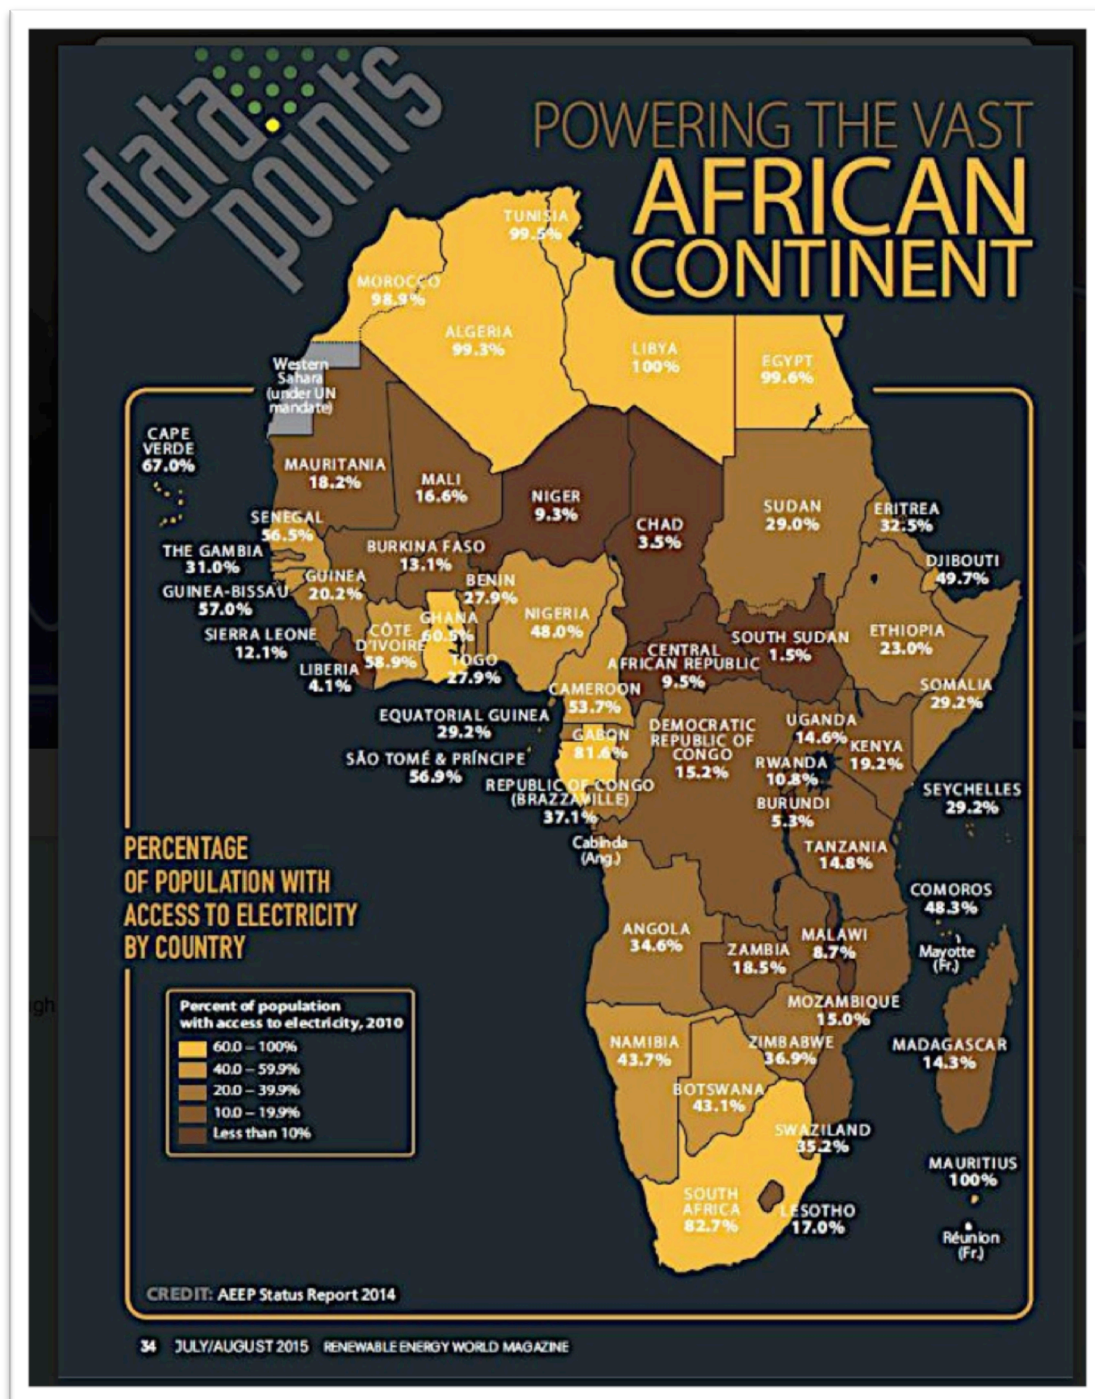 data
points
POWERING THE VAST
AFRICAN
CONTINENT
TUNISIA
99.5%
MOROCCO
98.9%
ALGERIA
99.3%
LIBYA
100%
EGYPT
99.6%
Western
Sahara
(under UN
mandate)
CAPE
VERDE
67.0%
MAURITANIA
18.2%
MALI
16.6%
NIGER
9.3%
CHAD
3.5%
SUDAN
29.0%
ERITREA
32.5%
SENEGAL
56.5%
THE GAMBIA
31.0%
BURKINA FASO
13.1%
DJIBOUTI
49.7%
GUINEA-BISSAU
57.0%
GUINEA
20.2%
BENIN
27.9%
GHANA
60.5%
NIGERIA
48.0%
SIERRA LEONE
12.1%
CÔTE
D'IVOIRE
58.9%
LIBERIA
4.1%
TOGO
27.9%
CENTRAL
AFRICAN REPUBLIC
9.5%
SOUTH SUDAN
1.5%
ETHIOPIA
23.0%
SOMALIA
29.2%
CAMEROON
53.7%
EQUATORIAL GUINEA
29.2%
GABON
81.6%
DEMOCRATIC
REPUBLIC OF
CONGO
15.2%
UGANDA
14.6%
KENYA
19.2%
SÃO TOMÉ & PRÍNCIPE
56.9%
RWANDA
10.8%
REPUBLIC OF CONGO
(BRAZZAVILLE)
37.1%
BURUNDI
5.3%
SEYCHELLES
29.2%
Cabinda
(Ang.)
TANZANIA
14.8%
PERCENTAGE
OF POPULATION WITH
ACCESS TO ELECTRICITY
BY COUNTRY
COMOROS
48.3%
ANGOLA
34.6%
ZAMBIA
18.5%
MALAWI
8.7%
Mayotte
(Fr.)
MOZAMBIQUE
15.0%
NAMIBIA
43.7%
ZIMBABWE
36.9%
MADAGASCAR
14.3%
BOTSWANA
43.1%
SWAZILAND
35.2%
MAURITIUS
100%
SOUTH
AFRICA
82.7%
LESOTHO
17.0%
Réunion
(Fr.)
Percent of population
with access to electricity, 2010
60.0 – 100%
40.0 – 59.9%
20.0 – 39.9%
10.0 – 19.9%
Less than 10%
CREDIT: AEEP Status Report 2014
34 JULY/AUGUST 2015 RENEWABLE ENERGY WORLD MAGAZINE